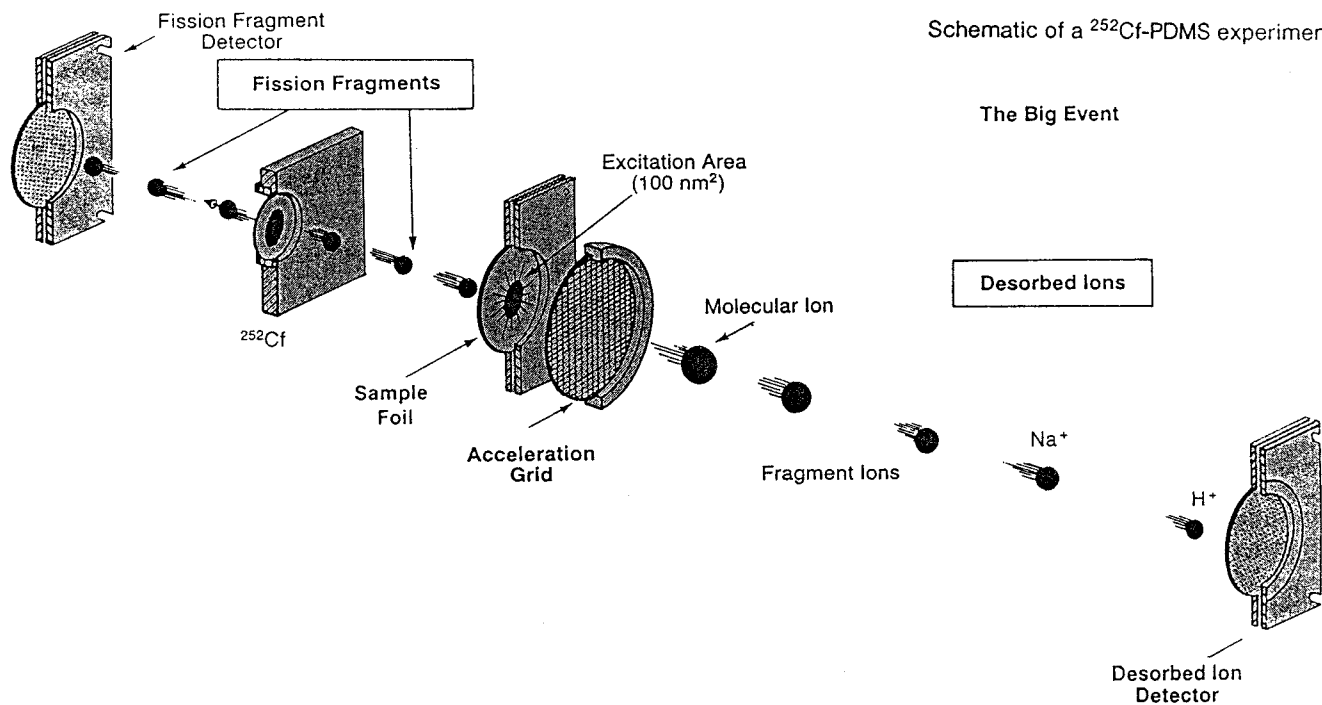 Fission Fragment
Detector
Schematic of a ²⁵²Cf-PDMS experimer
Fission Fragments
The Big Event
Excitation Area
(100 nm²)
Desorbed Ions
Molecular Ion
²⁵²Cf
Sample
Foil
Acceleration
Grid
Fragment Ions
Na⁺
H⁺
Desorbed Ion
Detector